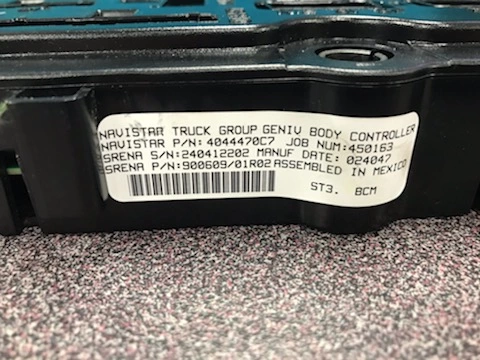 NAVISTAR TRUCK GROUP GENIV BODY CONTROLLER
NAVISTAR P/N:4044470C7 JOB NUM:450163
SRENA S/N:240412202 MANUF DATE: 024047
SRENA P/N:900609/01R02 ASSEMBLED IN MEXICO
ST3. BCM